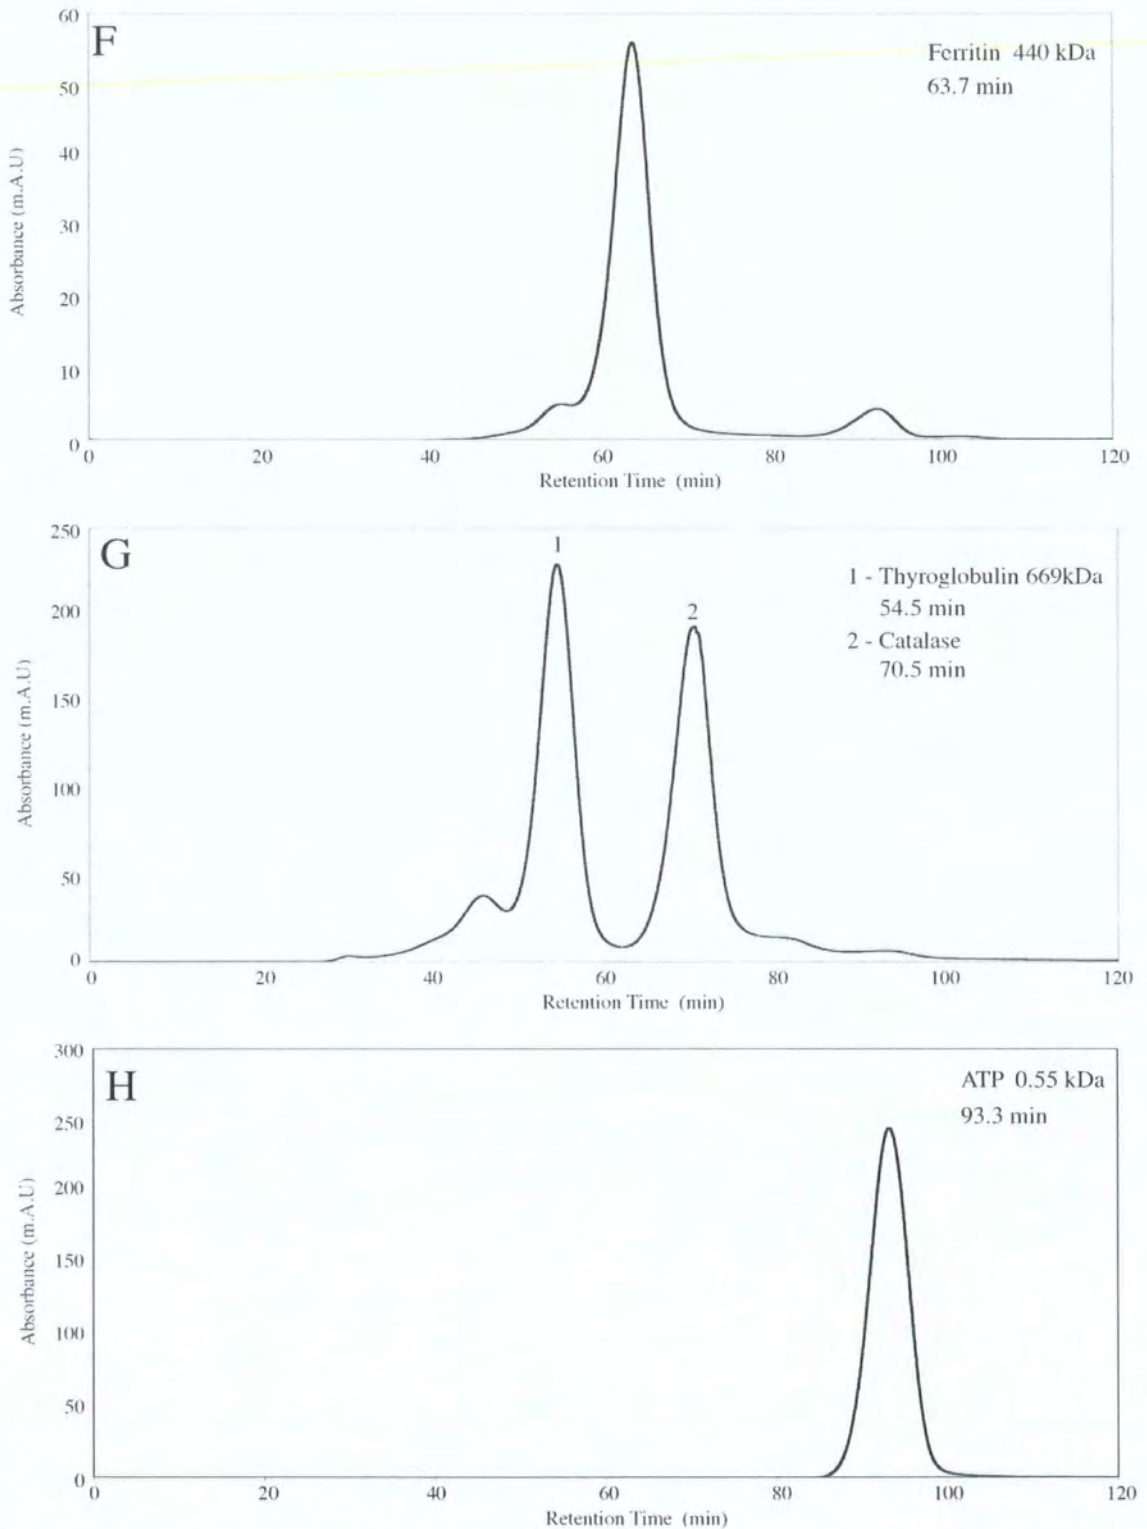 F
Ferritin 440 kDa
63.7 min
60
50
40
30
20
10
0
Absorbance (m.A.U)
0 20 40 60 80 100 120
Retention Time (min)
G
1
2
1 - Thyroglobulin 669kDa
54.5 min
2 - Catalase
70.5 min
250
200
150
100
50
0
Absorbance (m.A.U)
0 20 40 60 80 100 120
Retention Time (min)
H
ATP 0.55 kDa
93.3 min
300
250
200
150
100
50
0
Absorbance (m.A.U)
0 20 40 60 80 100 120
Retention Time (min)